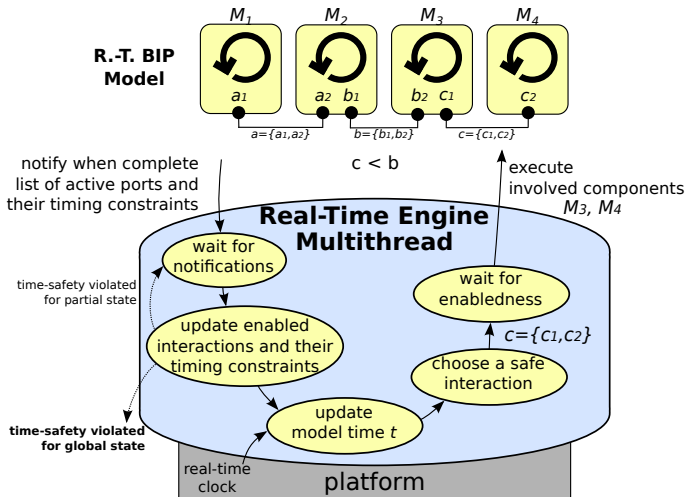 M1 M2 M3 M4
R.-T. BIP
Model
a1 a2 b1 b2 c1 c2
a={a1,a2} b={b1,b2} c={c1,c2}
c < b
notify when complete
list of active ports and
their timing constraints
execute
involved components
M3, M4
Real-Time Engine
Multithread
wait for
notifications
time-safety violated
for partial state
update enabled
interactions and their
timing constraints
time-safety violated
for global state
update
model time t
real-time
clock
wait for
enabledness
c={c1,c2}
choose a safe
interaction
platform